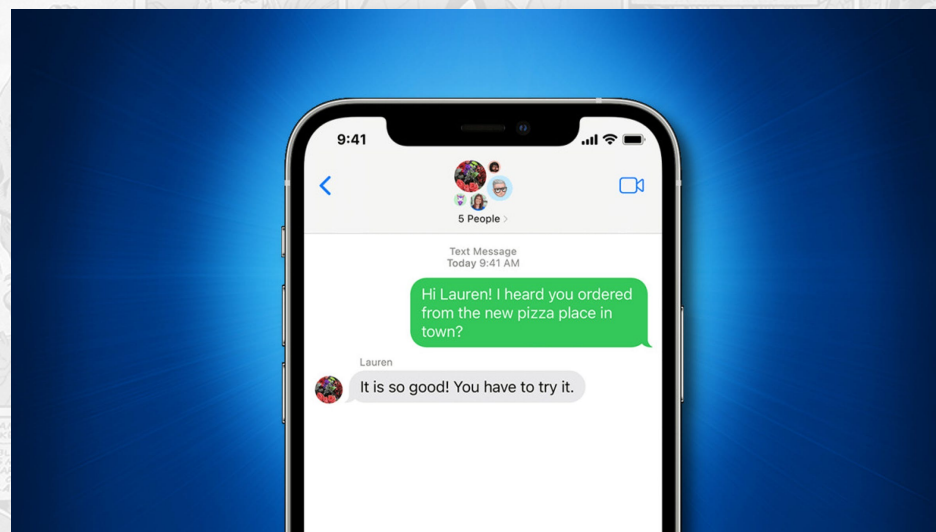 9:41
5 People
Text Message
Today 9:41 AM
Hi Lauren! I heard you ordered
from the new pizza place in
town?
Lauren
It is so good! You have to try it.